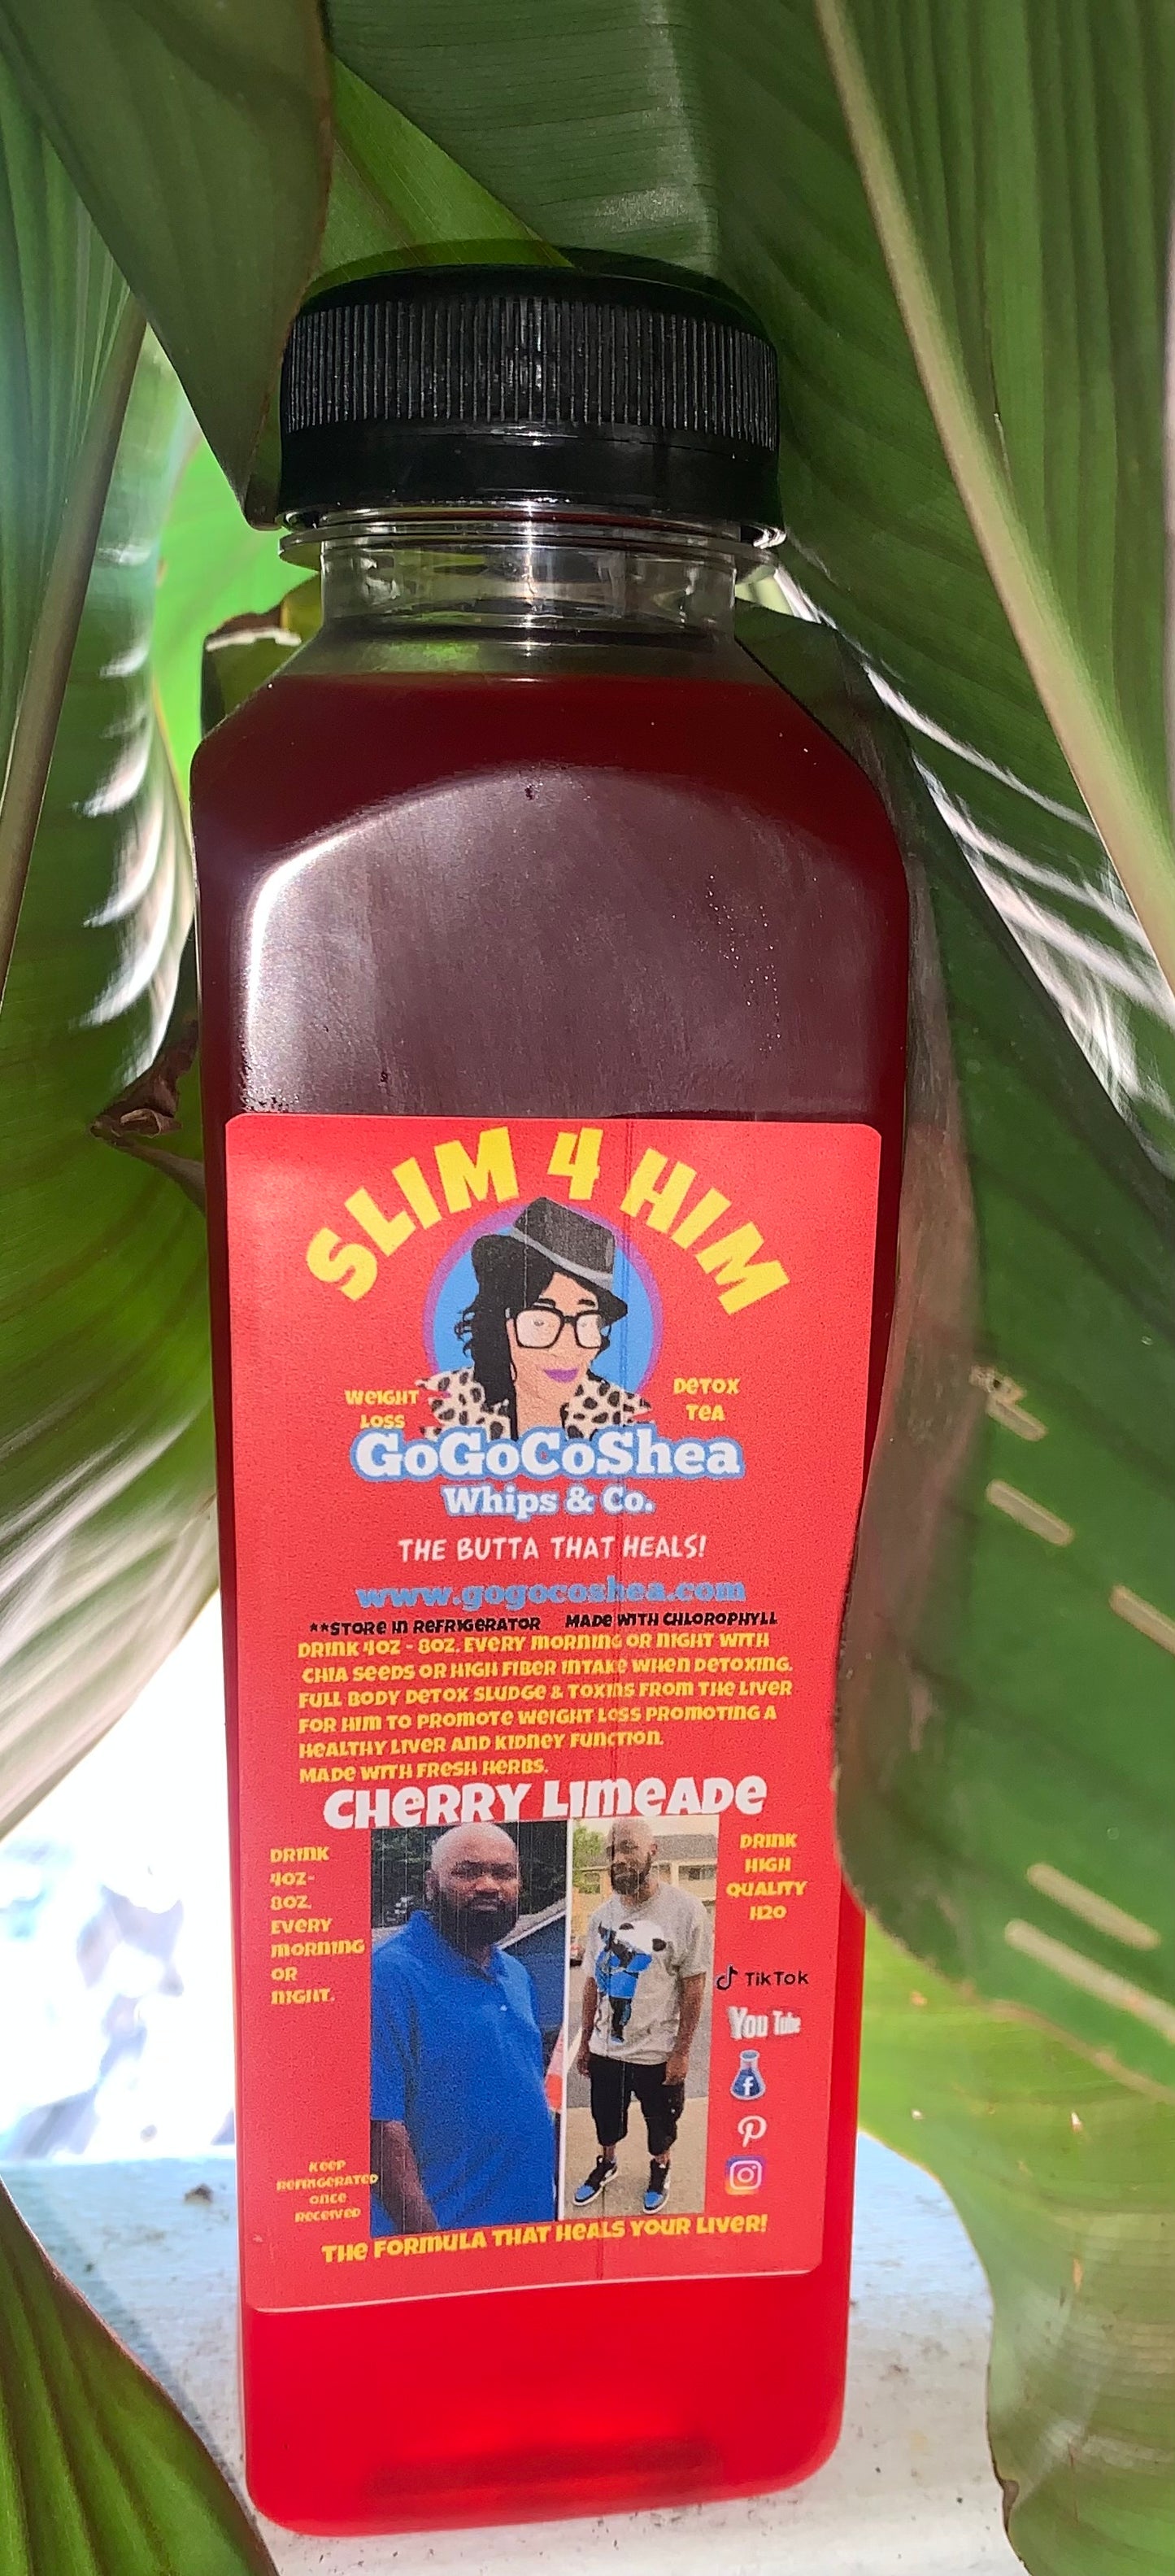 SLIM 4 HIM
WEIGHT LOSS
DETOX TEA
GoGoCoShea
Whips & Co.
THE BUTTA THAT HEALS!
www.gogocoshea.com
**STORE IN REFRIGERATOR MADE WITH CHLOROPHYLL
DRINK 4OZ - 8OZ. EVERY MORNING OR NIGHT WITH
CHIA SEEDS OR HIGH FIBER INTAKE WHEN DETOXING.
FULL BODY DETOX SLUDGE & TOXINS FROM THE LIVER
FOR HIM TO PROMOTE WEIGHT LOSS PROMOTING A
HEALTHY LIVER AND KIDNEY FUNCTION.
MADE WITH FRESH HERBS.
CHERRY LIMEADE
DRINK
4OZ-
8OZ.
EVERY
MORNING
OR
NIGHT.
KEEP
REFRIGERATED
ONCE
RECEIVED
DRINK
HIGH
QUALITY
H2O
TikTok
You Tube
f
THE FORMULA THAT HEALS YOUR LIVER!